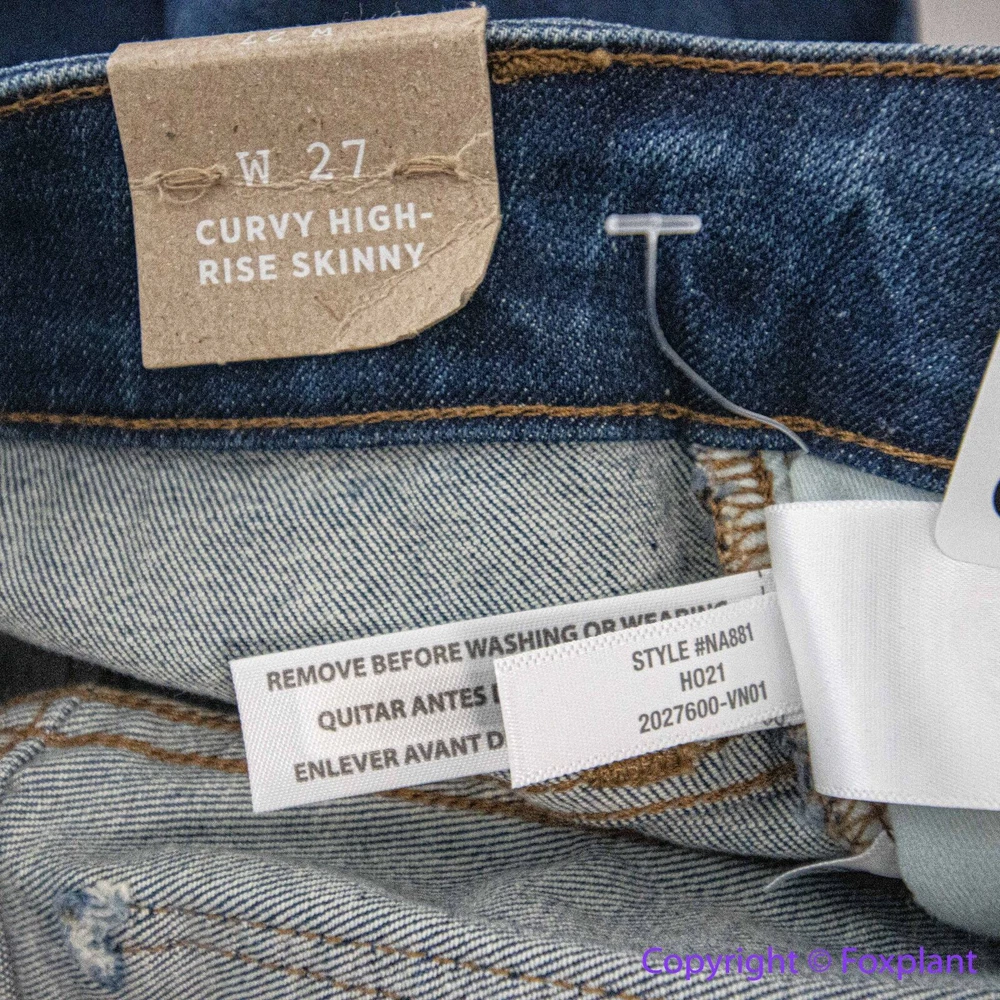 W 27
CURVY HIGH-
RISE SKINNY
REMOVE BEFORE WASHING OR WEARING
QUITAR ANTES
ENLEVER AVANT D
STYLE #NA881
HO21
2027600-VN01
Copyright © Foxplant